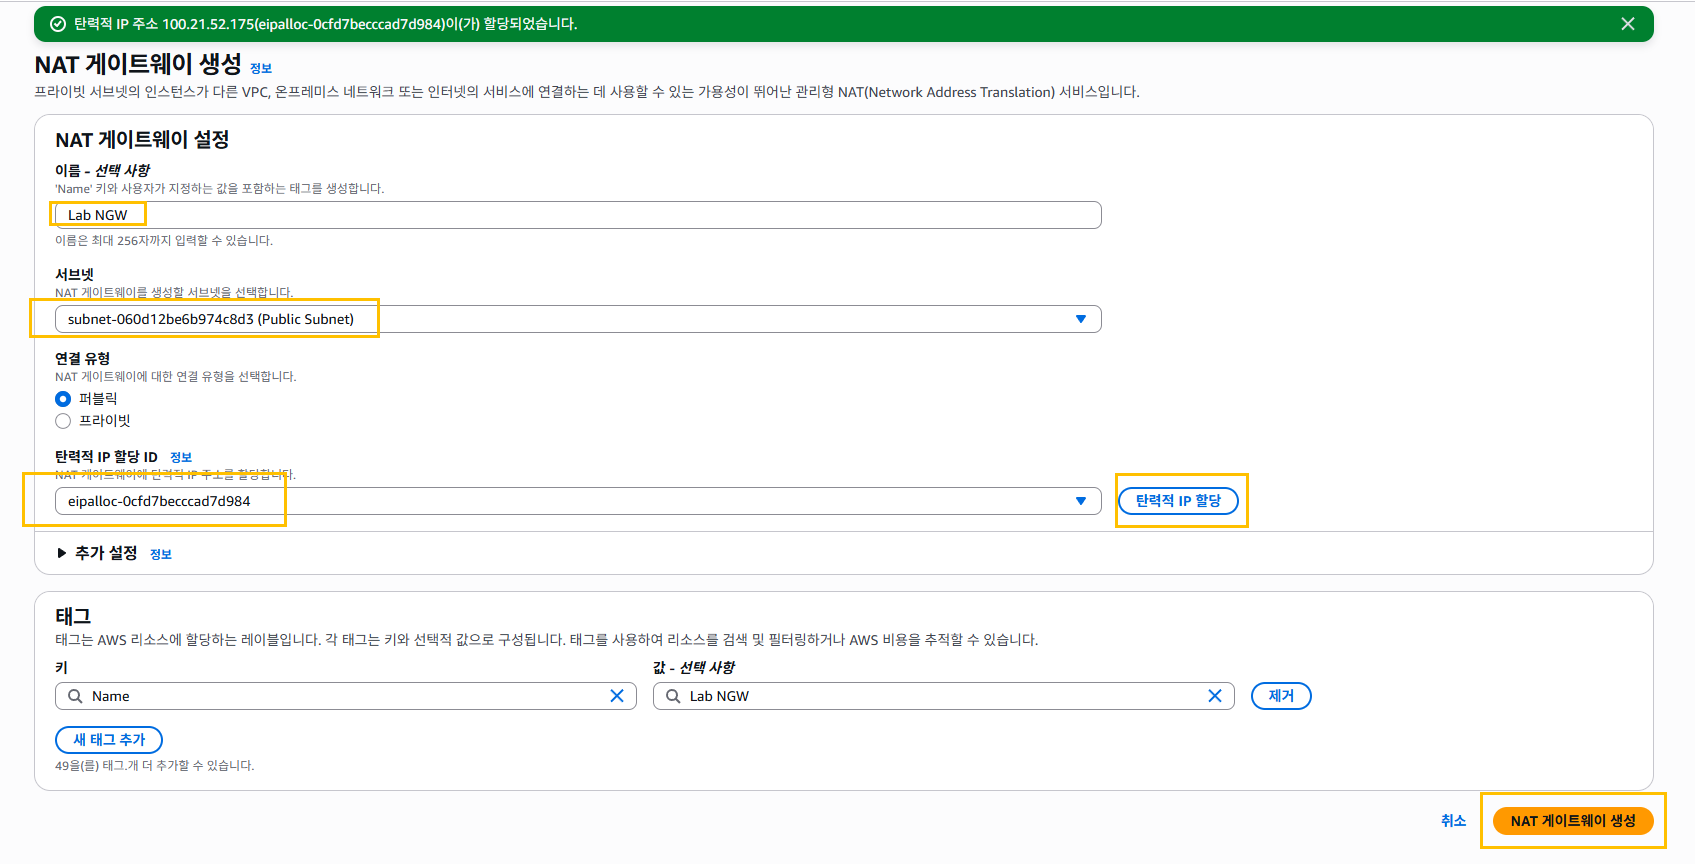 탄력적 IP 주소 100.21.52.175(eipalloc-0cfd7becccad7d984)이(가) 할당되었습니다.
NAT 게이트웨이 생성 정보
프라이빗 서브넷의 인스턴스가 다른 VPC, 온프레미스 네트워크 또는 인터넷의 서비스에 연결하는 데 사용할 수 있는 가용성이 뛰어난 관리형 NAT(Network Address Translation) 서비스입니다.
NAT 게이트웨이 설정
이름 - 선택 사항
'Name' 키와 사용자가 지정하는 값을 포함하는 태그를 생성합니다.
Lab NGW
이름은 최대 256자까지 입력할 수 있습니다.
서브넷
NAT 게이트웨이를 생성할 서브넷을 선택합니다.
subnet-060d12be6b974c8d3 (Public Subnet)
연결 유형
NAT 게이트웨이에 대한 연결 유형을 선택합니다.
퍼블릭
프라이빗
탄력적 IP 할당 ID 정보
NAT 게이트웨이에 탄력적 IP 주소를 할당합니다.
eipalloc-0cfd7becccad7d984 탄력적 IP 할당
추가 설정 정보
태그
태그는 AWS 리소스에 할당하는 레이블입니다. 각 태그는 키와 선택적 값으로 구성됩니다. 태그를 사용하여 리소스를 검색 및 필터링하거나 AWS 비용을 추적할 수 있습니다.
키 값 - 선택 사항
Name Lab NGW 제거
새 태그 추가
49을(를) 태그.개 더 추가할 수 있습니다.
취소 NAT 게이트웨이 생성